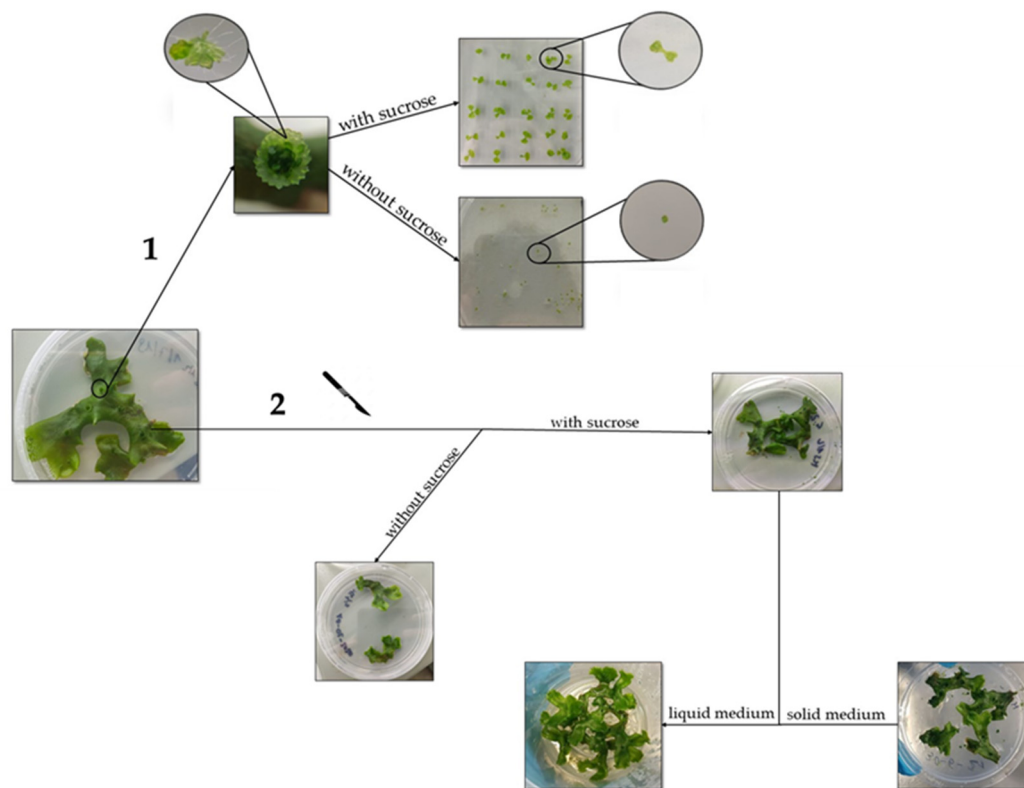 with sucrose
without sucrose
1
2
with sucrose
without sucrose
liquid medium
solid medium